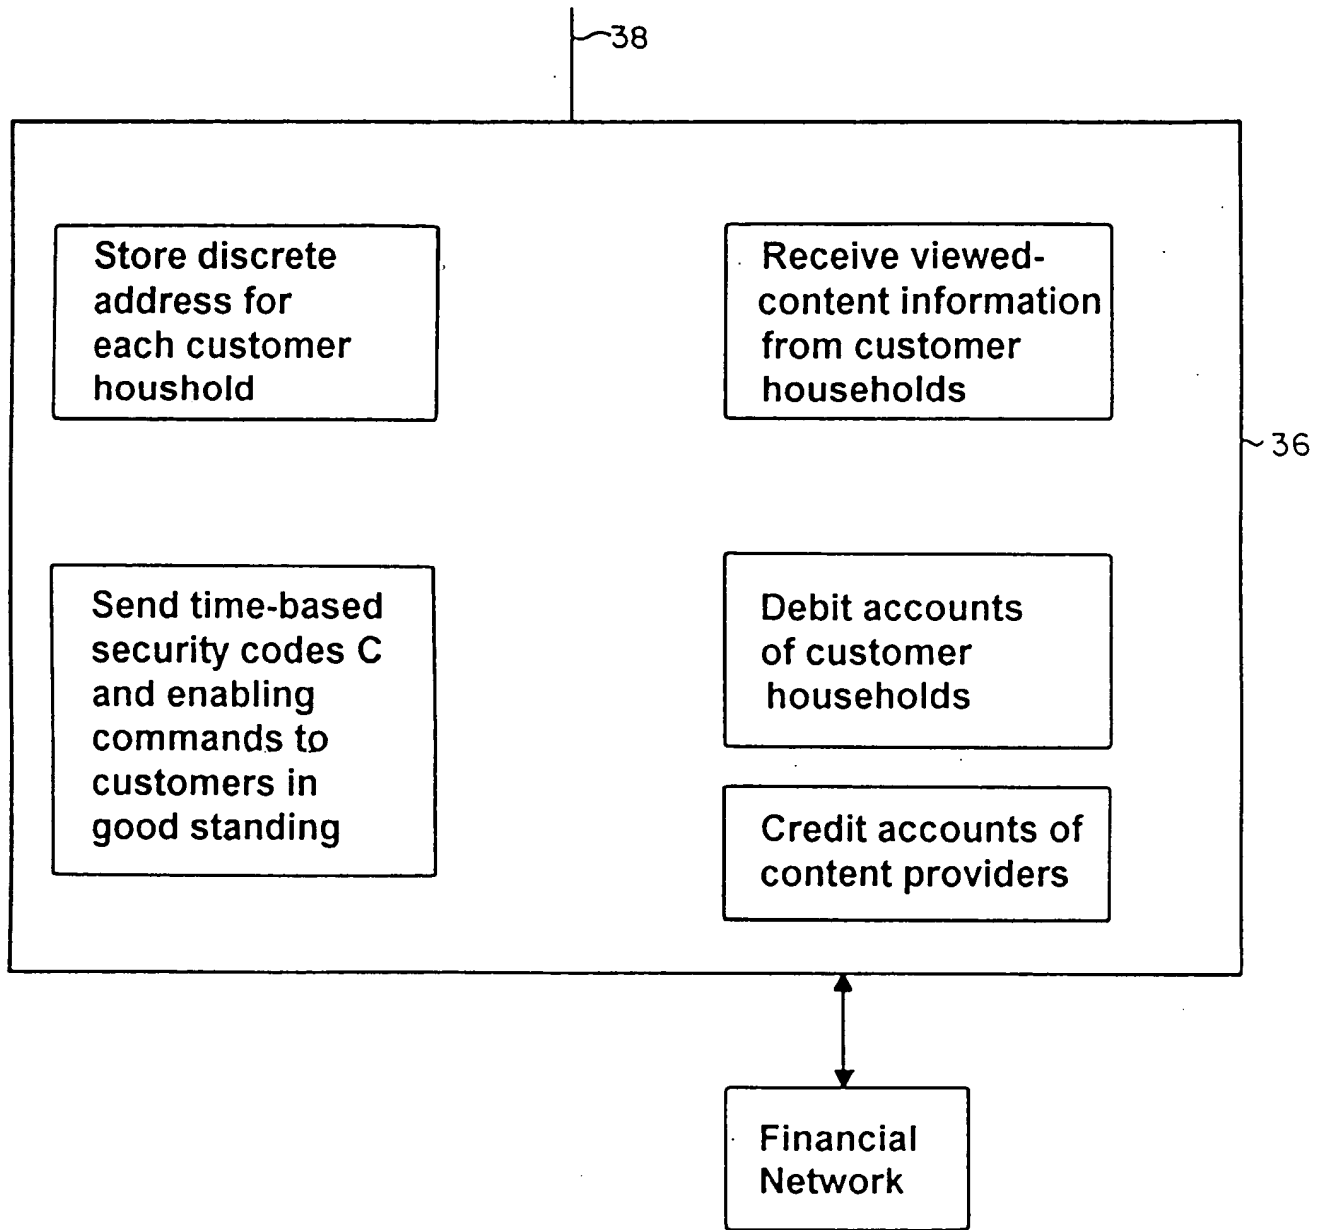 38
Store discrete
address for
each customer
houshold
Receive viewed-
content information
from customer
households
36
Send time-based
security codes C
and enabling
commands to
customers in
good standing
Debit accounts
of customer
households
Credit accounts of
content providers
Financial
Network